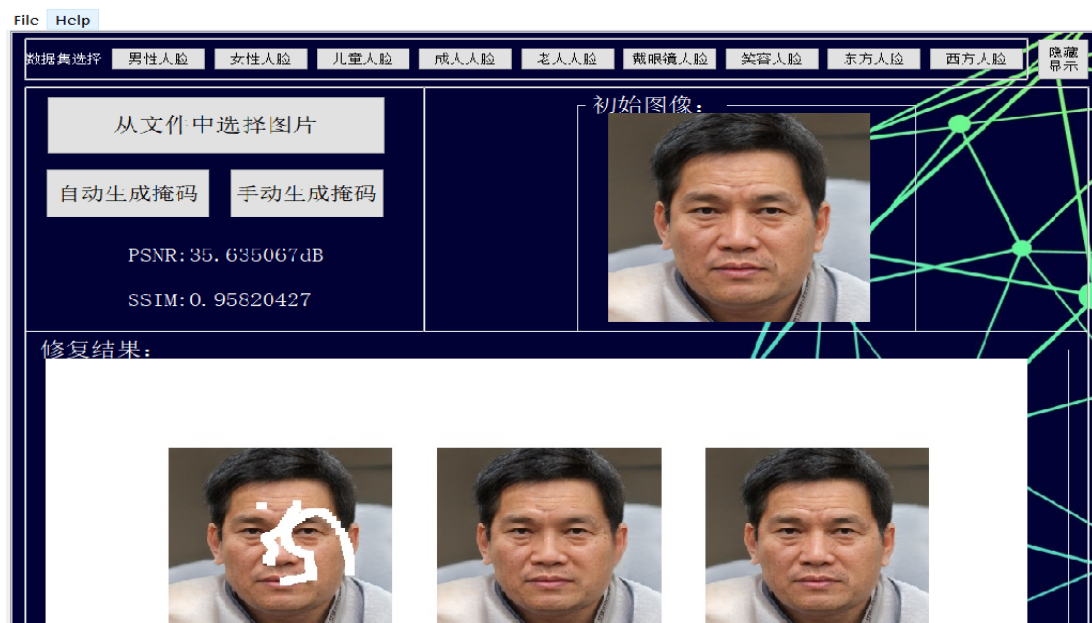 File Help
数据集选择 男性人脸 女性人脸 儿童人脸 成人人脸 老人人脸 戴眼镜人脸 笑容人脸 东方人脸 西方人脸 隐藏
显示
从文件中选择图片
初始图像：
自动生成掩码 手动生成掩码
PSNR:35.635067dB
SSIM:0.95820427
修复结果：